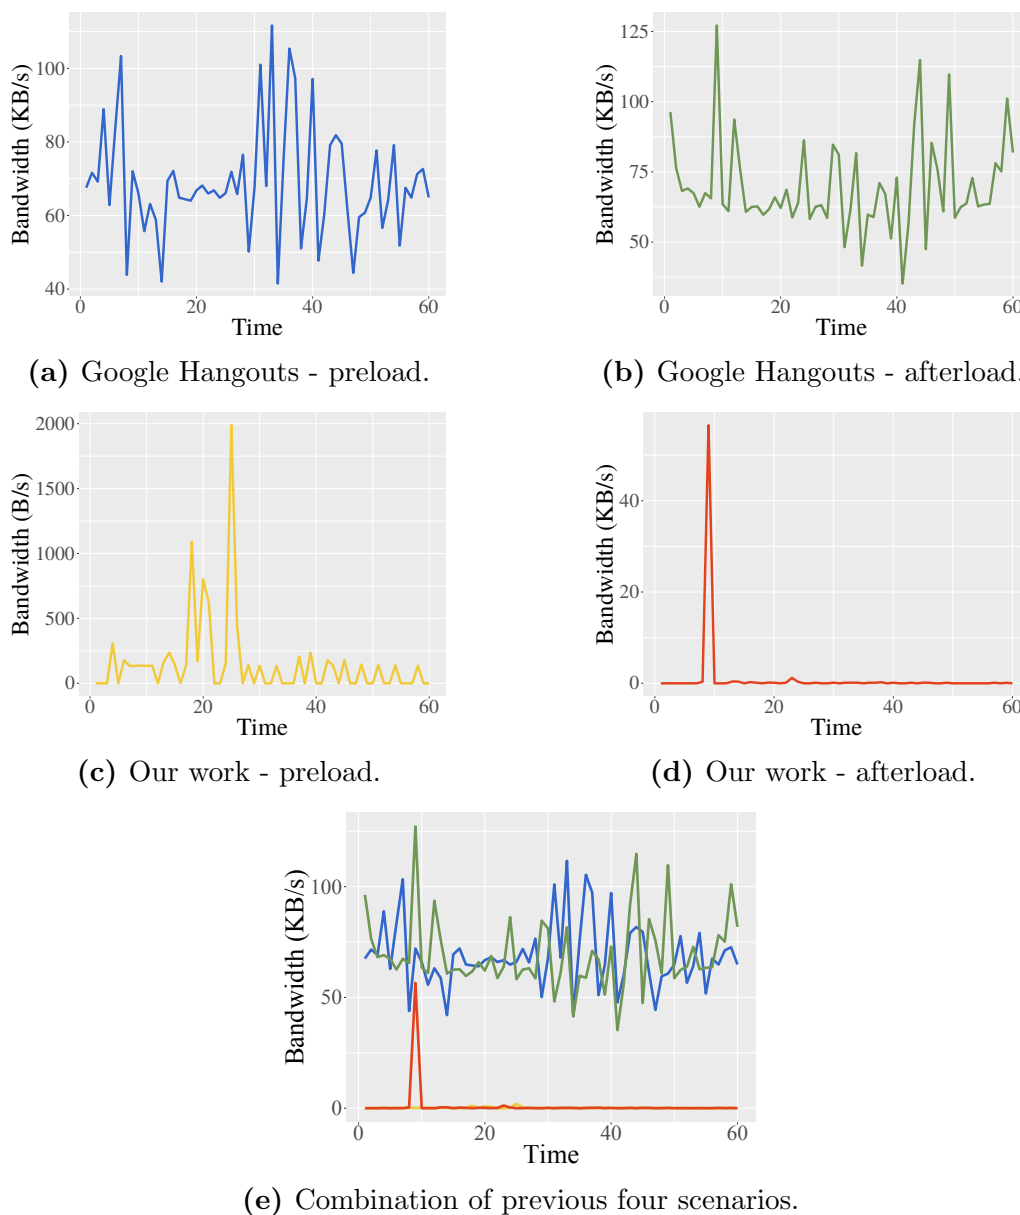 100
80
60
40
Bandwidth (KB/s)
0 20 40 60
Time
(a) Google Hangouts - preload.
125
100
75
50
Bandwidth (KB/s)
0 20 40 60
Time
(b) Google Hangouts - afterload.
2000
1500
1000
500
0
Bandwidth (B/s)
0 20 40 60
Time
(c) Our work - preload.
40
20
0
Bandwidth (KB/s)
0 20 40 60
Time
(d) Our work - afterload.
100
50
0
Bandwidth (KB/s)
0 20 40 60
Time
(e) Combination of previous four scenarios.